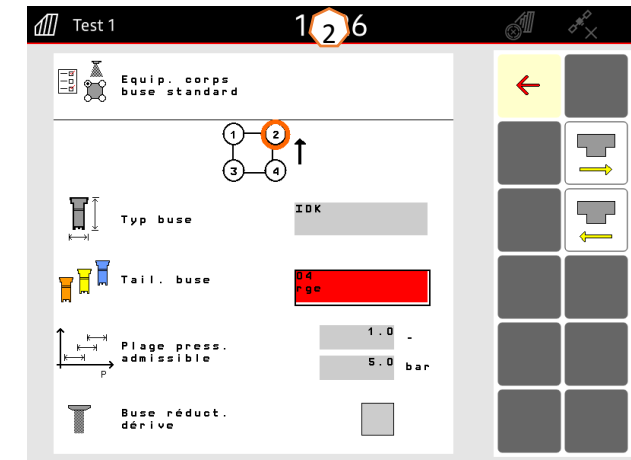 Test 1
1 2 6
Equip. corps
buse standard
1 2
3 4
Typ buse
IDK
Tail. buse
04
rge
Plage press.
admissible
1.0 -
5.0 bar
P
Buse réduct.
dérive